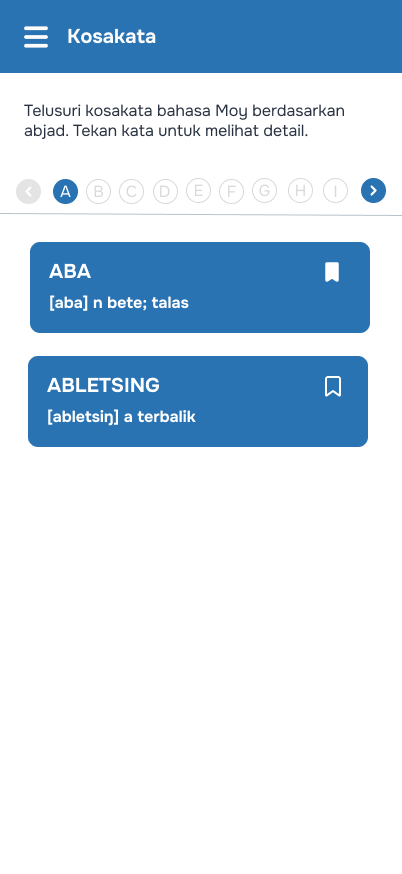 Kosakata
Telusuri kosakata bahasa Moy berdasarkan
abjad. Tekan kata untuk melihat detail.
A B C D E F G H I
ABA
[aba] n bete; talas
ABLETSING
[abletsiŋ] a terbalik